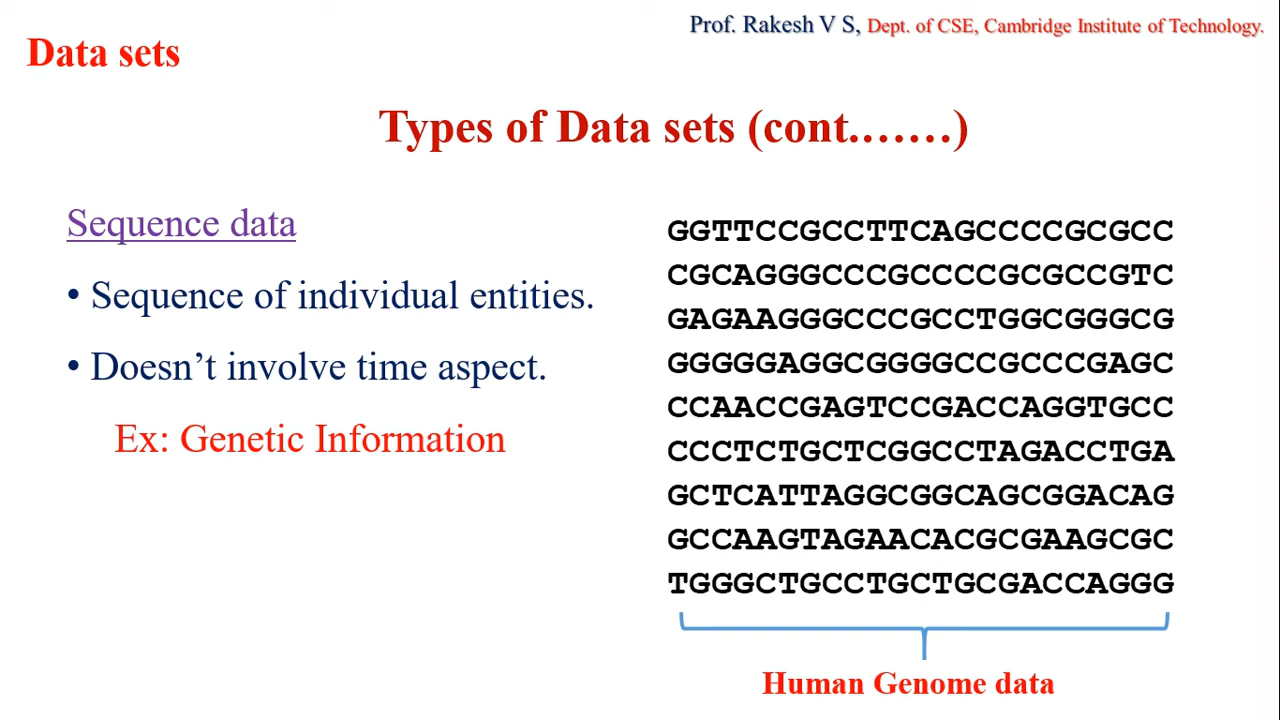 Prof. Rakesh V S, Dept. of CSE, Cambridge Institute of Technology.
Data sets
Types of Data sets (cont.……)
Sequence data
• Sequence of individual entities.
• Doesn’t involve time aspect.
Ex: Genetic Information
GGTTCCGCCTTCAGCCCCGCGCC
CGCAGGGCCCGCCCCGCGCCGTC
GAGAAGGGCCCGCCTGGCGGGCG
GGGGGAGGCGGGGCCGCCCGAGC
CCAACCGAGTCCGACCAGGTGCC
CCCTCTGCTCGGCCTAGACCTGA
GCTCATTAGGCGGCAGCGGACAG
GCCAAGTAGAACACGCGAAGCGC
TGGGCTGCCTGCTGCGACCAGGG
Human Genome data